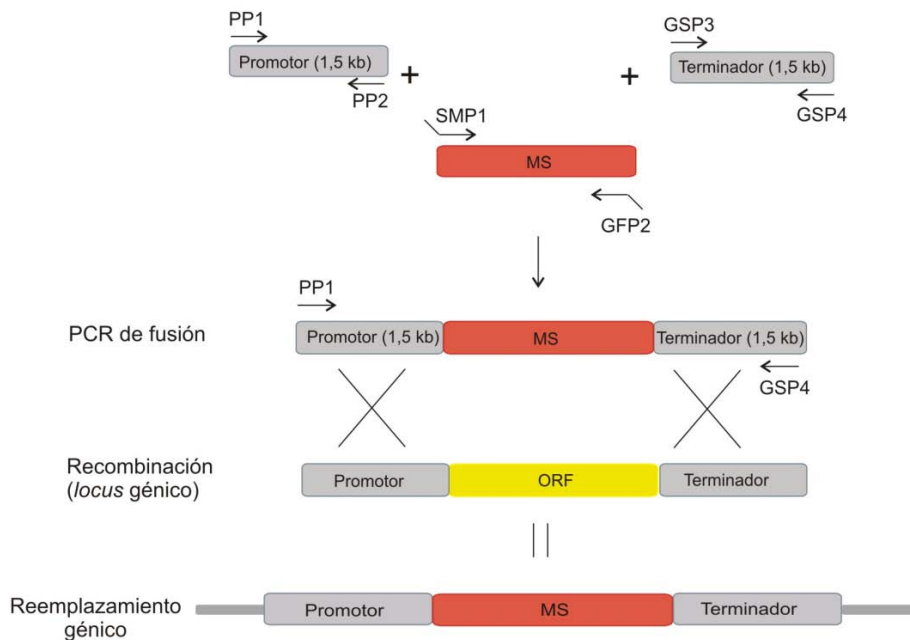 PP1
Promotor (1,5 kb)
PP2
+
SMP1
MS
GFP2
+
GSP3
Terminador (1,5 kb)
GSP4
PCR de fusión
PP1
Promotor (1,5 kb)
MS
Terminador (1,5 kb)
GSP4
Recombinación
(locus génico)
Promotor
ORF
Terminador
Reemplazamiento
génico
Promotor
MS
Terminador